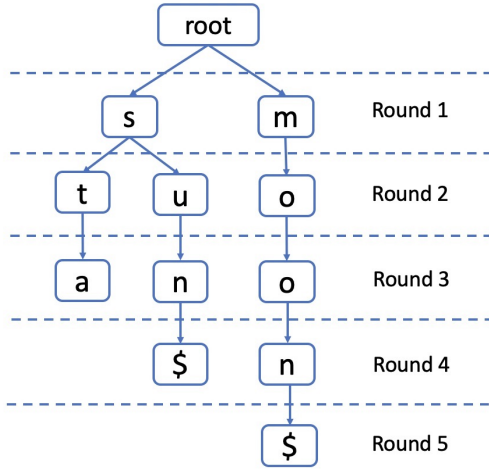 root
s m Round 1
t u o Round 2
a n o Round 3
$ n Round 4
$ Round 5